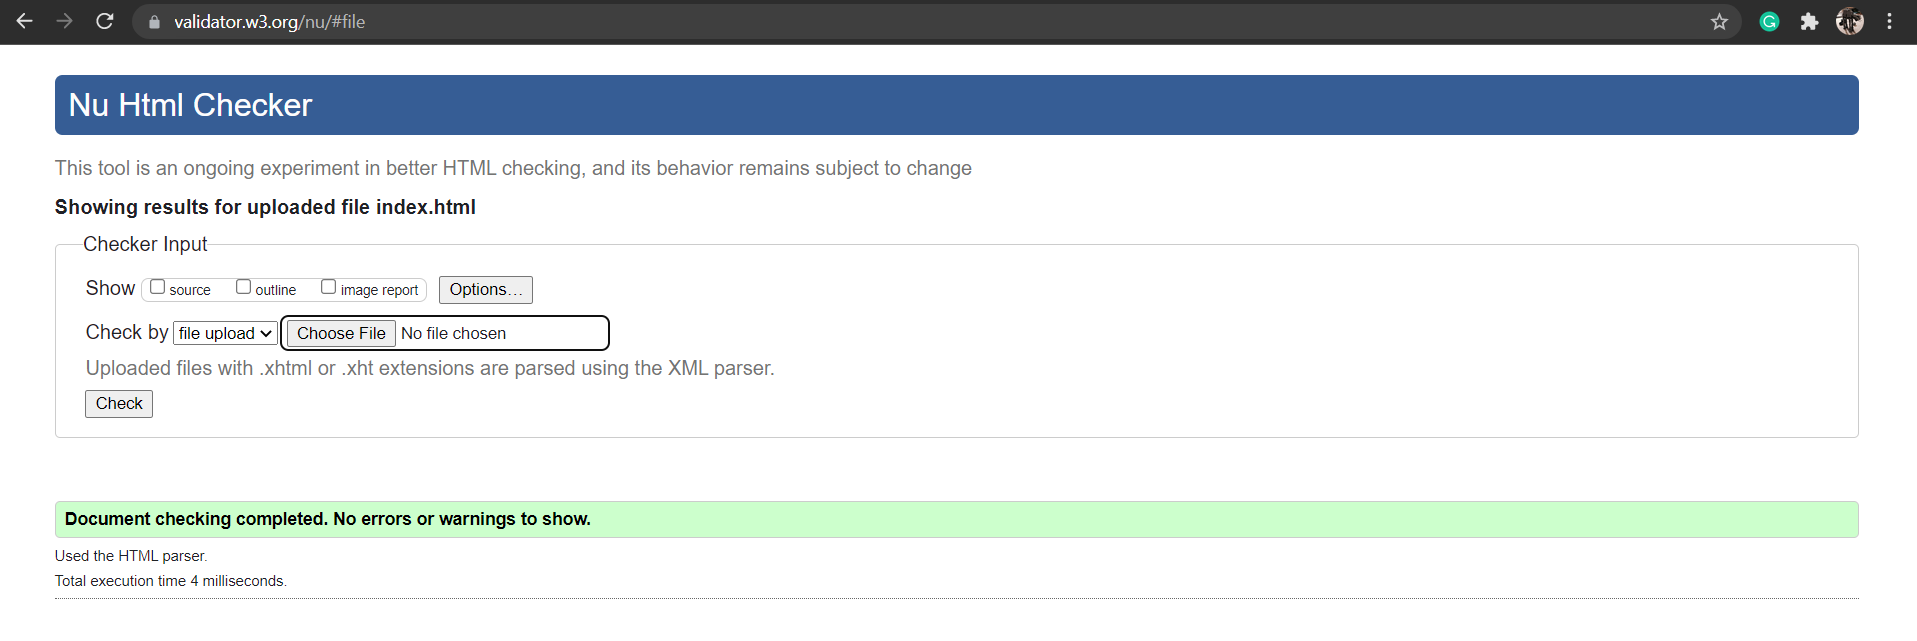 validator.w3.org/nu/#file
Nu Html Checker
This tool is an ongoing experiment in better HTML checking, and its behavior remains subject to change
Showing results for uploaded file index.html
Checker Input
Show source outline image report Options...
Check by file upload Choose File No file chosen
Uploaded files with .xhtml or .xht extensions are parsed using the XML parser.
Check
Document checking completed. No errors or warnings to show.
Used the HTML parser.
Total execution time 4 milliseconds.